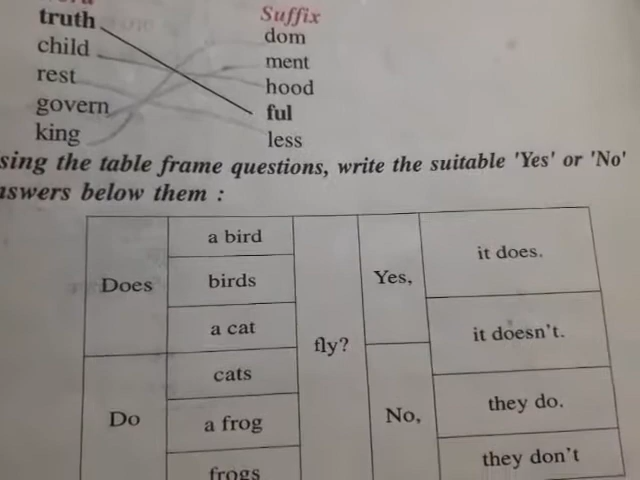 Suffix
truth dom
child ment
rest hood
govern ful
king less
sing the table frame questions, write the suitable 'Yes' or 'No'
nswers below them :
a bird
it does.
Does birds Yes,
a cat
it doesn't.
fly?
cats
they do.
Do a frog No,
they don't
frogs